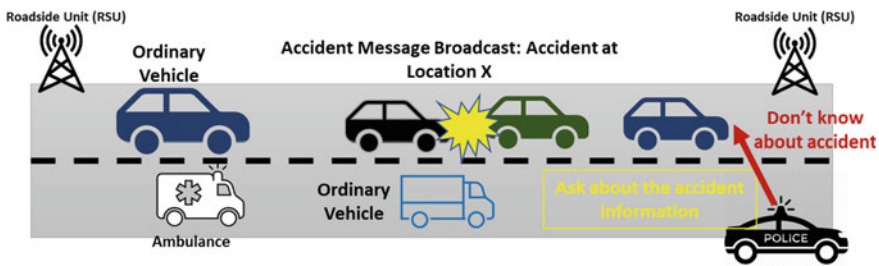 Roadside Unit (RSU)
Roadside Unit (RSU)
Ordinary
Vehicle
Accident Message Broadcast: Accident at
Location X
Don't know
about accident
Ordinary
Vehicle
Ask about the accident
information
Ambulance
POLICE